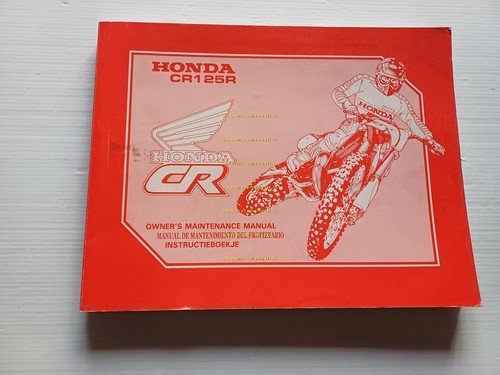 HONDA
CR125R
HONDA
HONDA
CR
OWNER'S MAINTENANCE MANUAL
MANUAL DE MANTENIMIENTO DEL PROPIETARIO
INSTRUCTIEBOEKJE